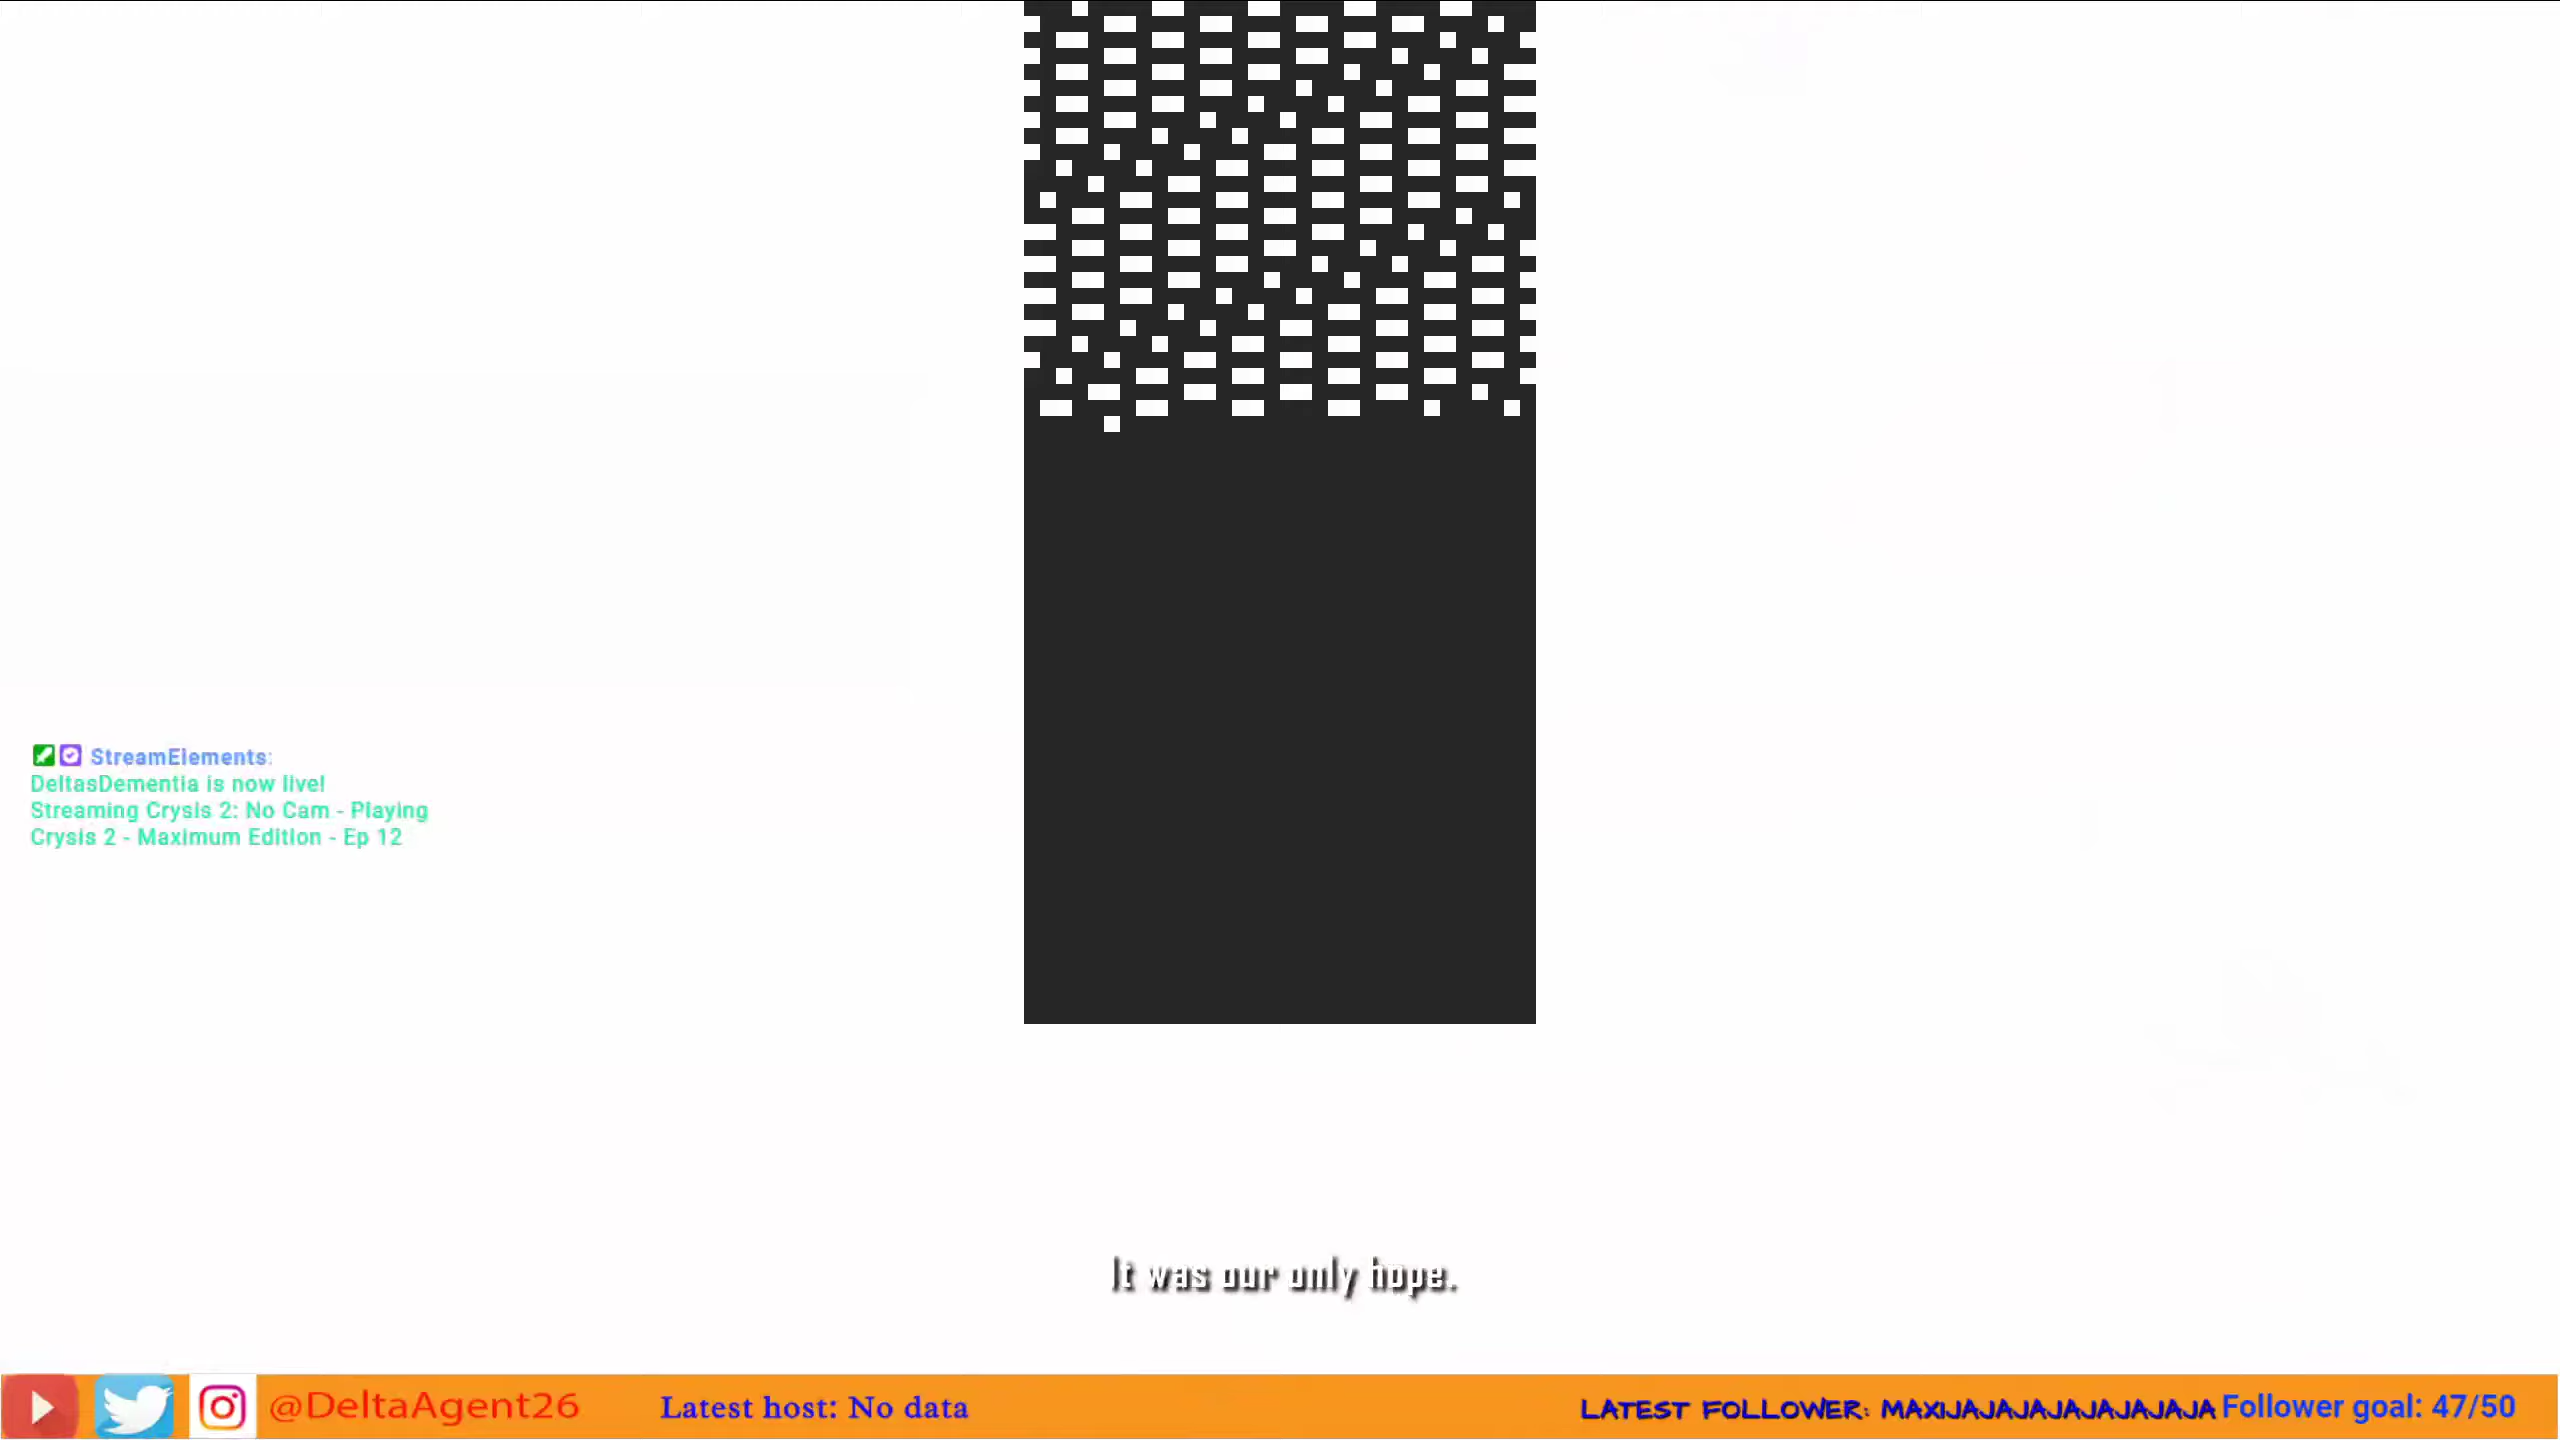 StreamElements:
DeltasDementia is now live!
Streaming Crysis 2: No Cam - Playing
Crysis 2 - Maximum Edition - Ep 12
It was our only hope.
@DeltaAgent26
Latest host: No data
LATEST FOLLOWER: MAXIJAJAJAJAJAJAJAJA
Follower goal: 47/50